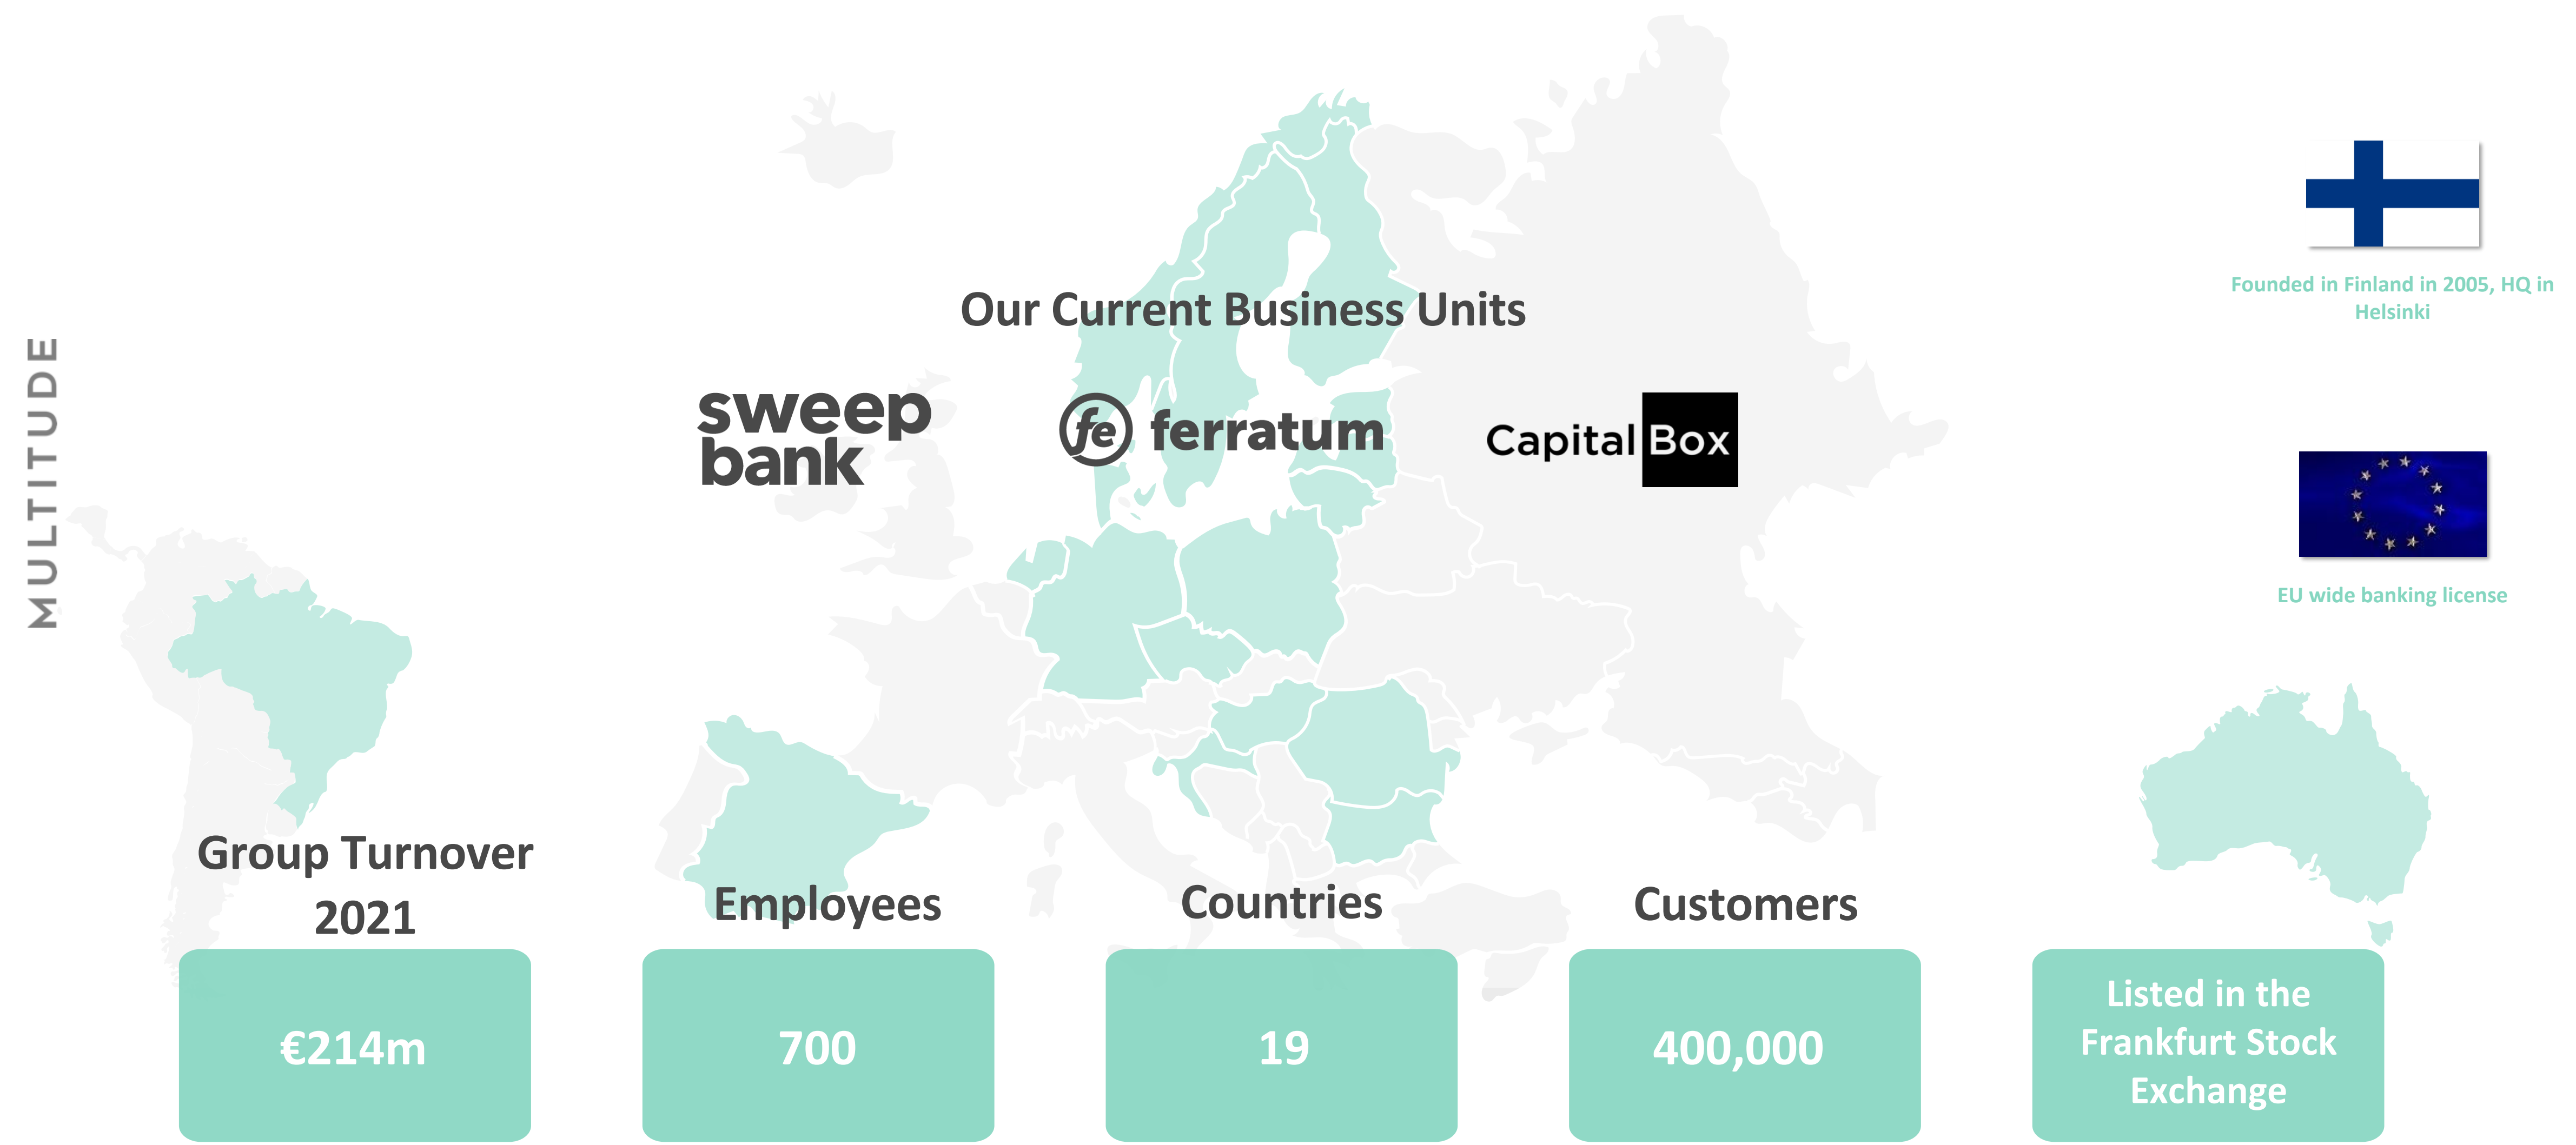 MULTITUDE
Founded in Finland in 2005, HQ in
Helsinki
Our Current Business Units
sweep
bank
fe ferratum
Capital Box
EU wide banking license
Group Turnover
2021
€214m
Employees
700
Countries
19
Customers
400,000
Listed in the
Frankfurt Stock
Exchange